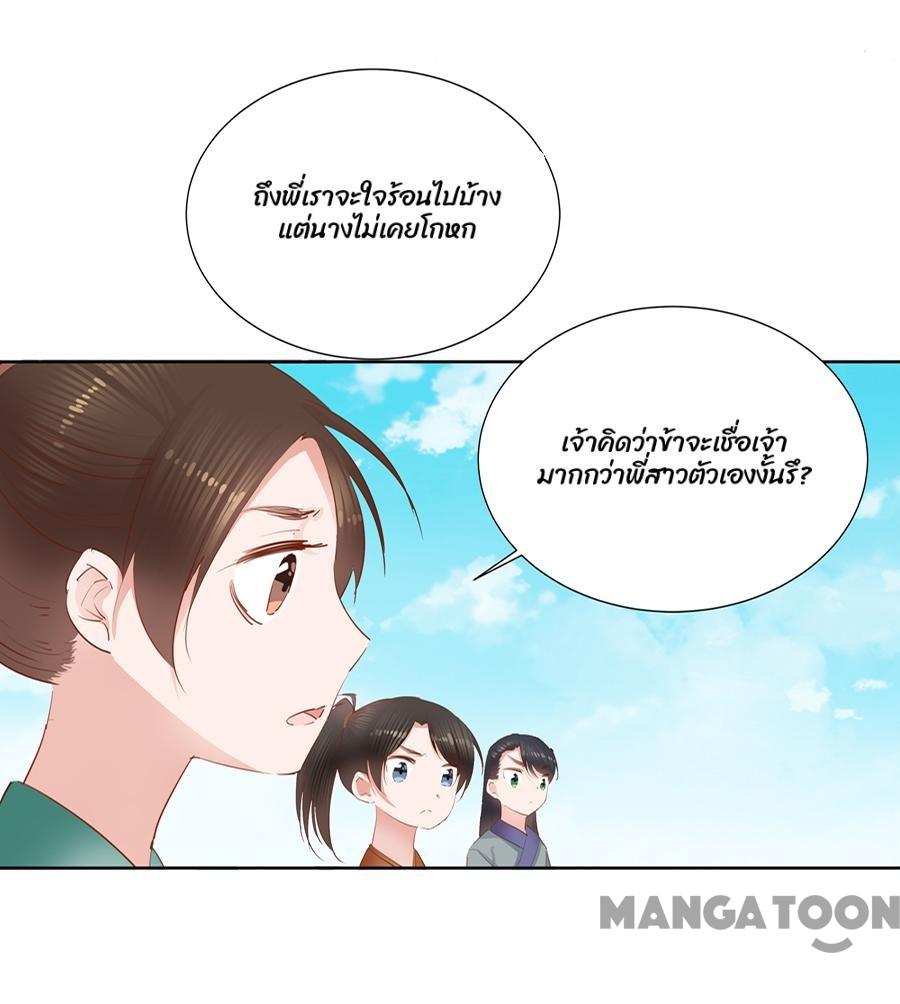 ถึงพี่เราจะใจร้อนไปบ้าง
แต่นางไม่เคยโกหก
เจ้าคิดว่าข้าจะเชื่อเจ้า
มากกว่าพี่สาวตัวเองงั้นรึ?
MANGATOON